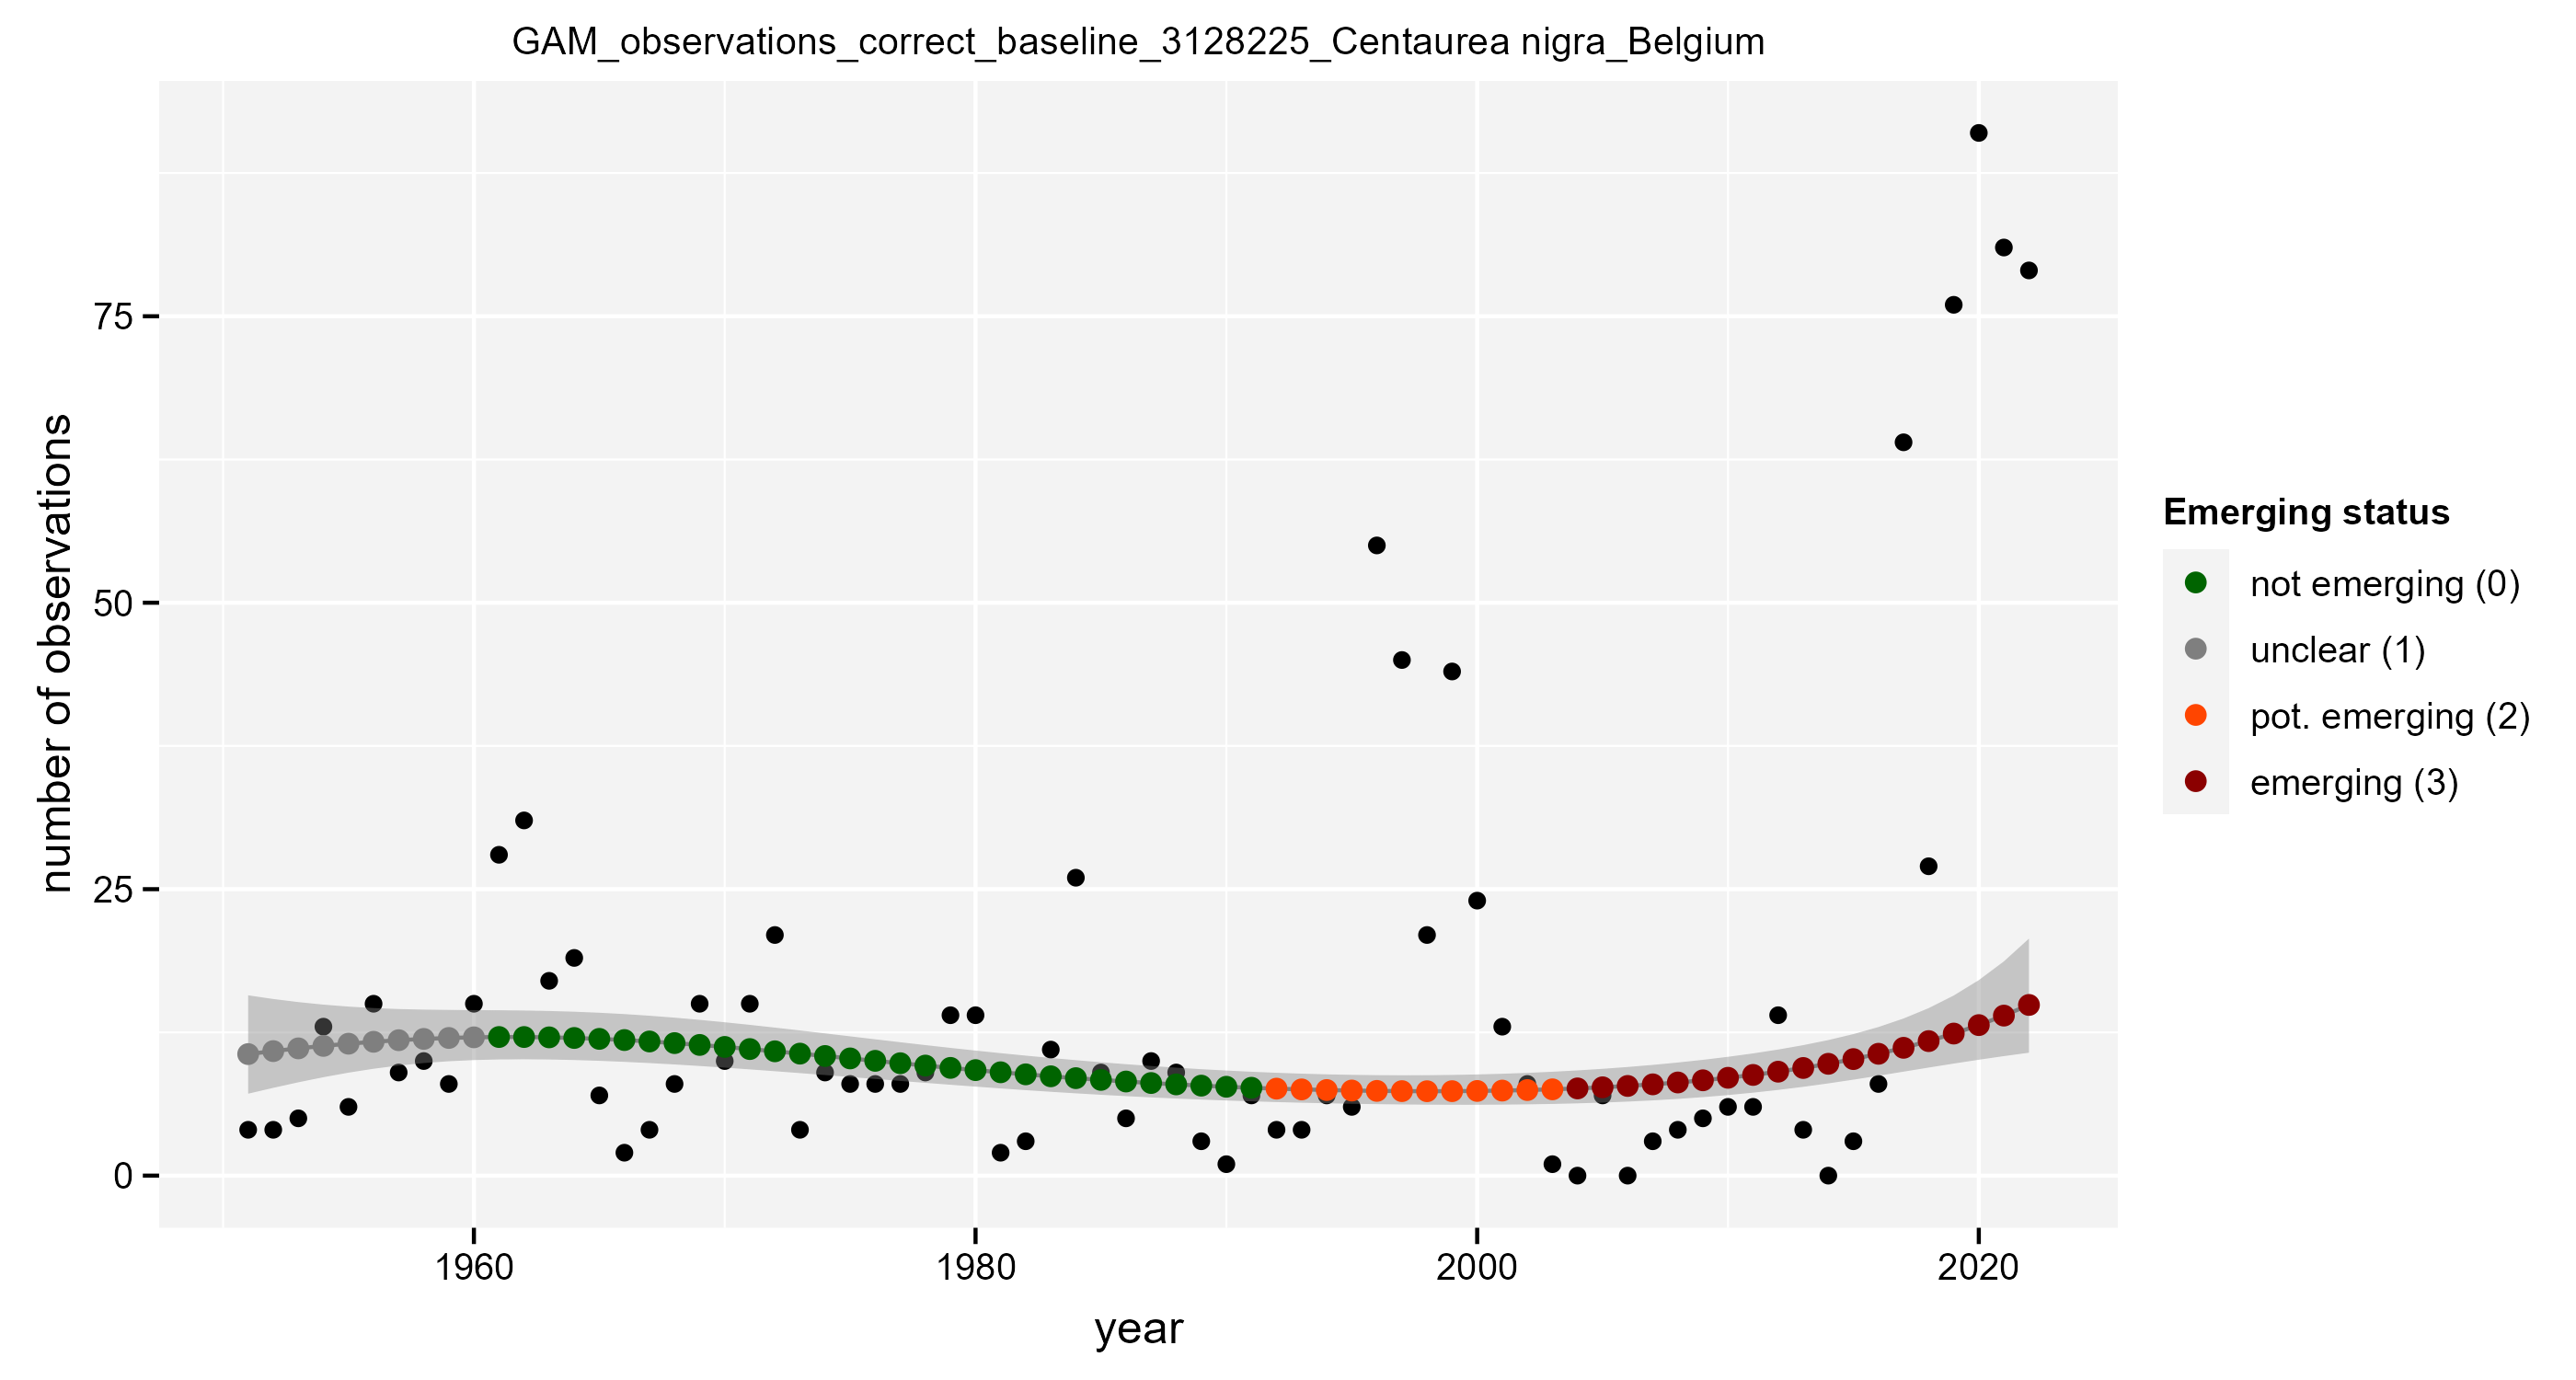 GAM_observations_correct_baseline_3128225_Centaurea nigra_Belgium
number of observations
75
50
25
0
1960
1980
2000
2020
year
Emerging status
not emerging (0)
unclear (1)
pot. emerging (2)
emerging (3)